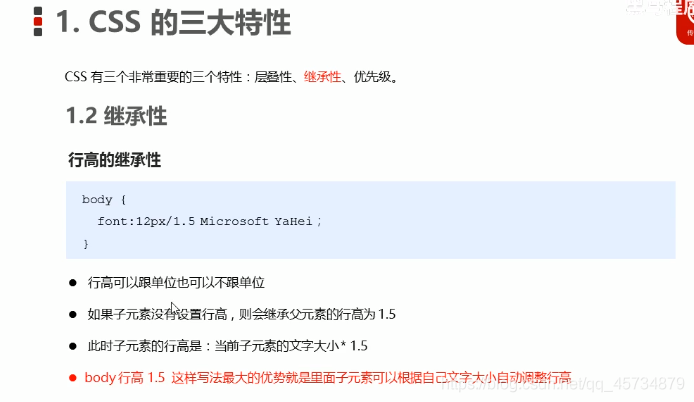 1. CSS 的三大特性
CSS 有三个非常重要的三个特性：层叠性、继承性、优先级。
1.2 继承性
行高的继承性
body {
font:12px/1.5 Microsoft YaHei；
}
● 行高可以跟单位也可以不跟单位
● 如果子元素没有设置行高，则会继承父元素的行高为 1.5
● 此时子元素的行高是：当前子元素的文字大小 * 1.5
● body 行高 1.5 这样写法最大的优势就是里面子元素可以根据自己文字大小自动调整行高
https://blog.csdn.net/qq_45734879